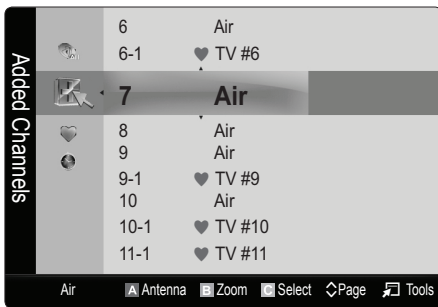 Added Channels
6 Air
6-1 ♥ TV #6
7 Air
8 Air
9 Air
9-1 ♥ TV #9
10 Air
10-1 ♥ TV #10
11-1 ♥ TV #11
Air A Antenna B Zoom C Select Page Tools